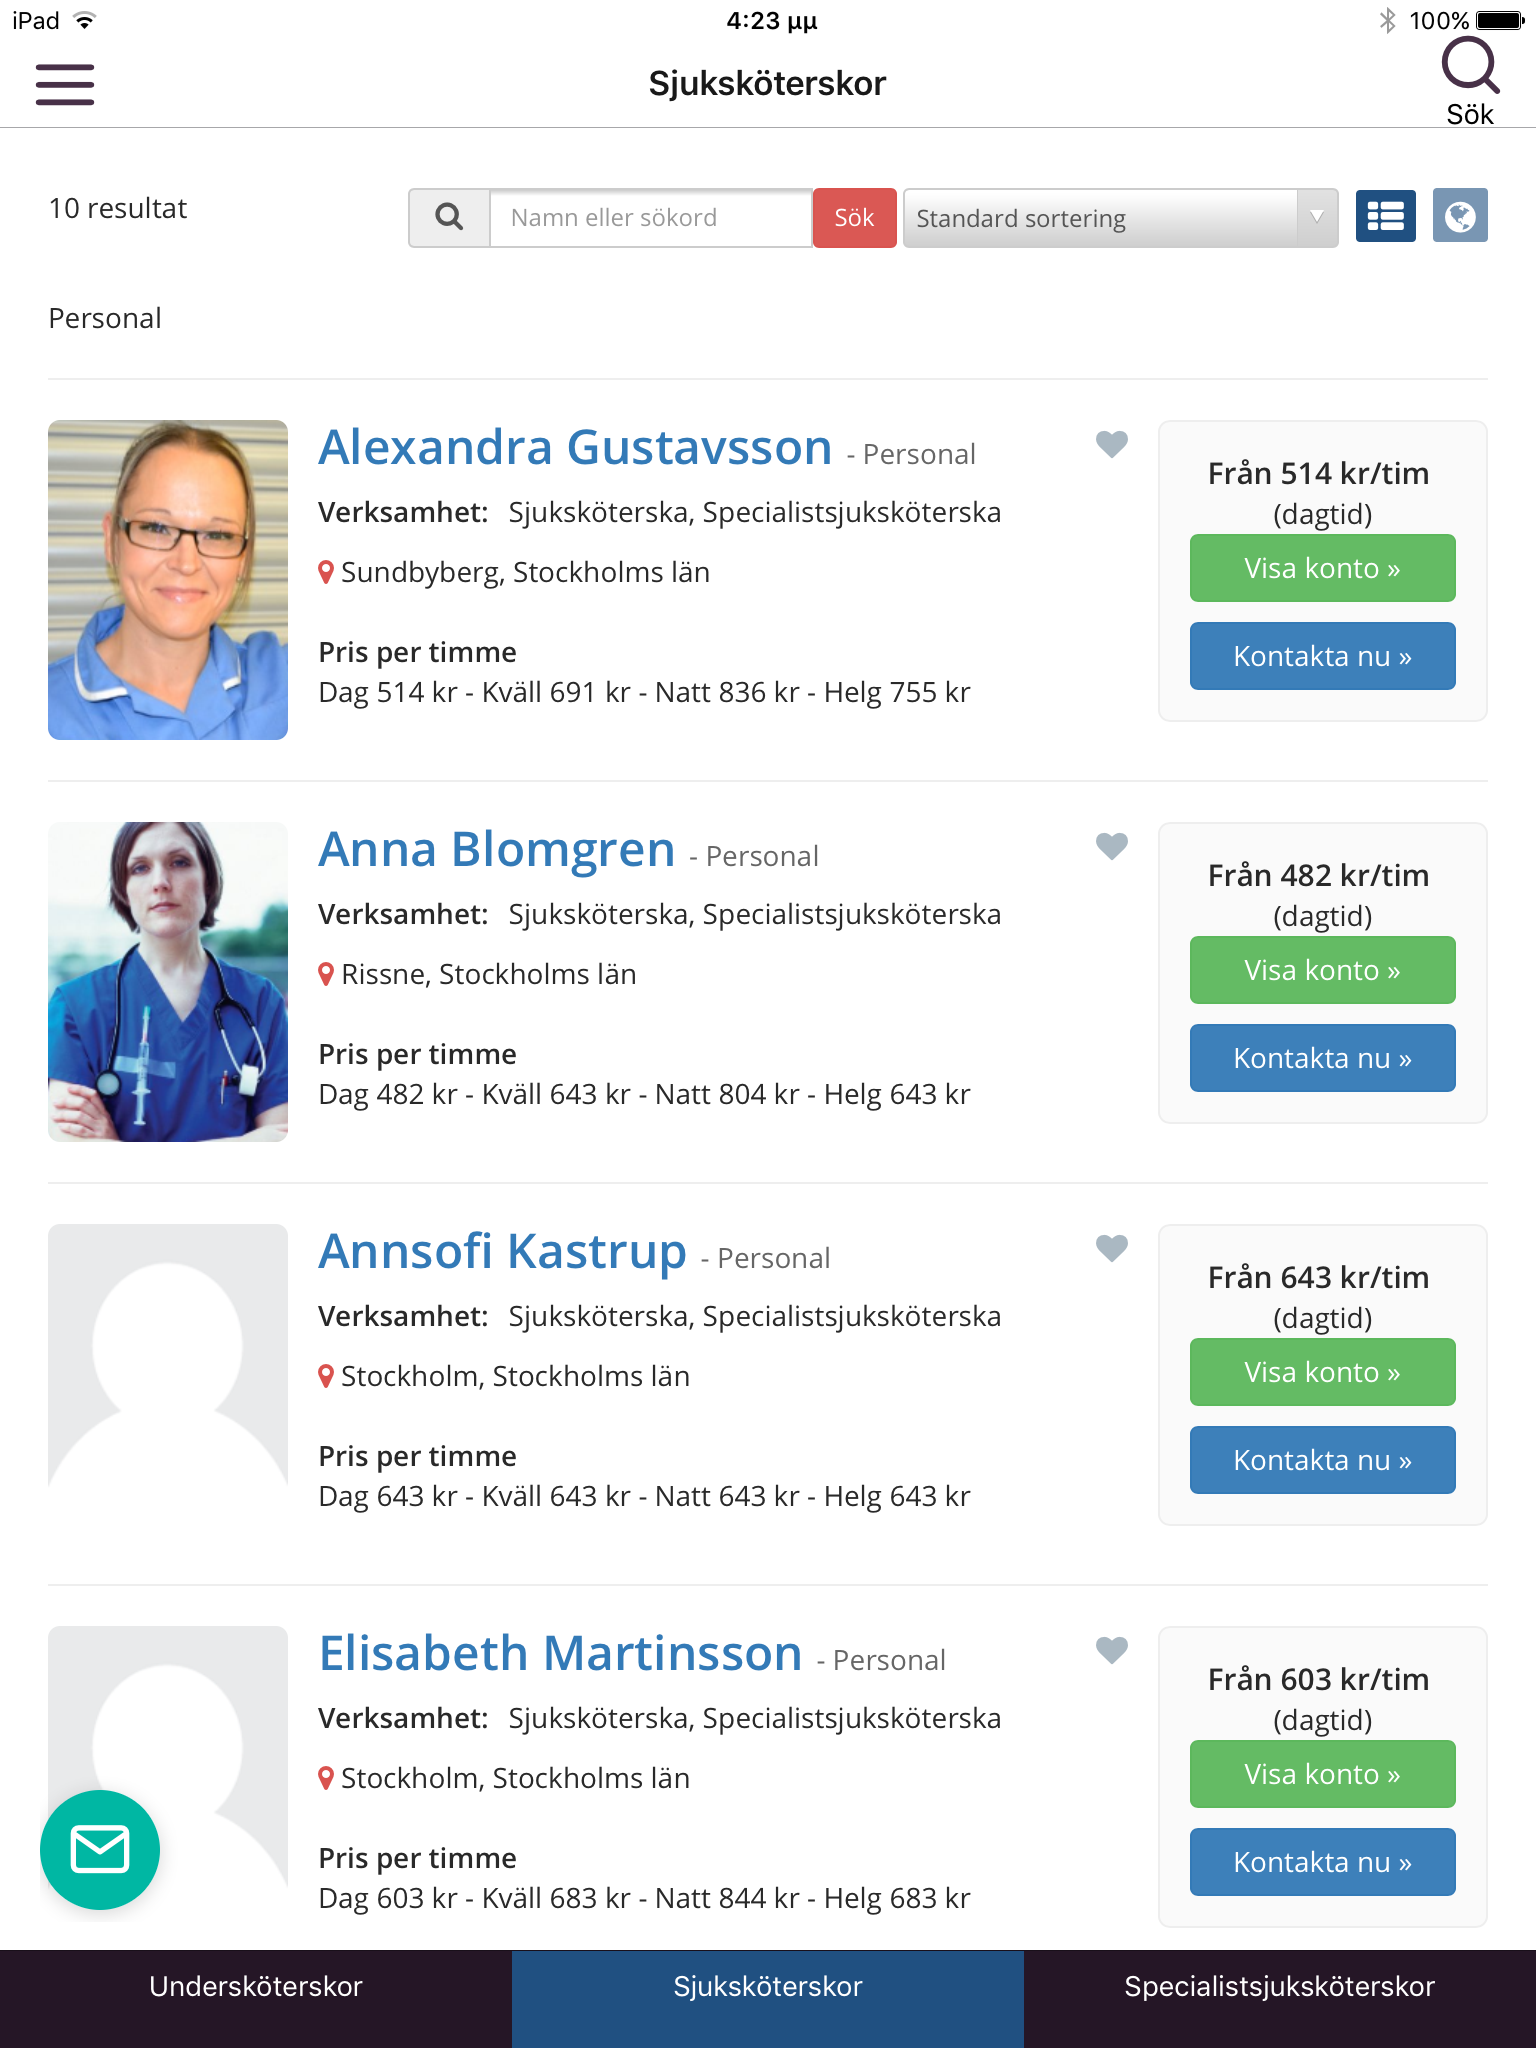 iPad 4:23 μμ 100%
Sjuksköterskor
Sök
10 resultat
Namn eller sökord Sök Standard sortering
Personal
Alexandra Gustavsson - Personal
Verksamhet: Sjuksköterska, Specialistsjuksköterska
Sundbyberg, Stockholms län
Pris per timme
Dag 514 kr - Kväll 691 kr - Natt 836 kr - Helg 755 kr
Från 514 kr/tim
(dagtid)
Visa konto »
Kontakta nu »
Anna Blomgren - Personal
Verksamhet: Sjuksköterska, Specialistsjuksköterska
Rissne, Stockholms län
Pris per timme
Dag 482 kr - Kväll 643 kr - Natt 804 kr - Helg 643 kr
Från 482 kr/tim
(dagtid)
Visa konto »
Kontakta nu »
Annsofi Kastrup - Personal
Verksamhet: Sjuksköterska, Specialistsjuksköterska
Stockholm, Stockholms län
Pris per timme
Dag 643 kr - Kväll 643 kr - Natt 643 kr - Helg 643 kr
Från 643 kr/tim
(dagtid)
Visa konto »
Kontakta nu »
Elisabeth Martinsson - Personal
Verksamhet: Sjuksköterska, Specialistsjuksköterska
Stockholm, Stockholms län
Pris per timme
Dag 603 kr - Kväll 683 kr - Natt 844 kr - Helg 683 kr
Från 603 kr/tim
(dagtid)
Visa konto »
Kontakta nu »
Undersköterskor Sjuksköterskor Specialistsjuksköterskor